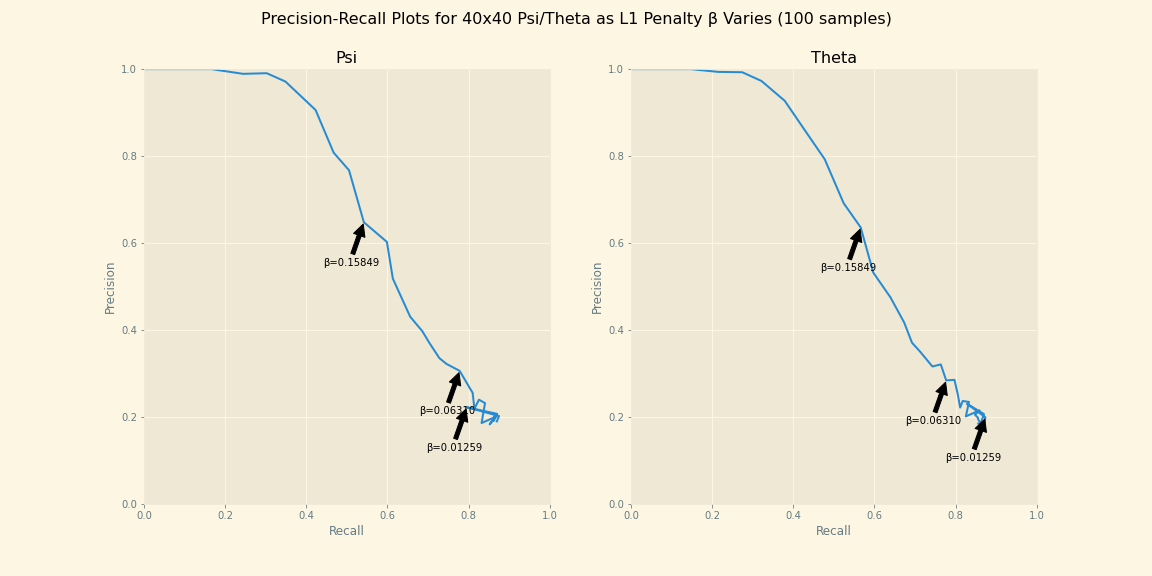 Precision-Recall Plots for 40x40 Psi/Theta as L1 Penalty β Varies (100 samples)
Psi
1.0
0.8
0.6
0.4
0.2
0.0
Precision
β=0.15849
β=0.06310
β=0.01259
0.0 0.2 0.4 0.6 0.8 1.0
Recall
Theta
1.0
0.8
0.6
0.4
0.2
0.0
Precision
β=0.15849
β=0.06310
β=0.01259
0.0 0.2 0.4 0.6 0.8 1.0
Recall